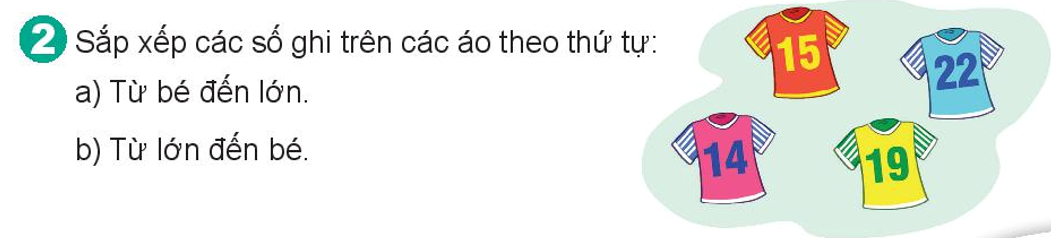 2 Sắp xếp các số ghi trên các áo theo thứ tự:
a) Từ bé đến lớn.
b) Từ lớn đến bé.
15
22
14
19